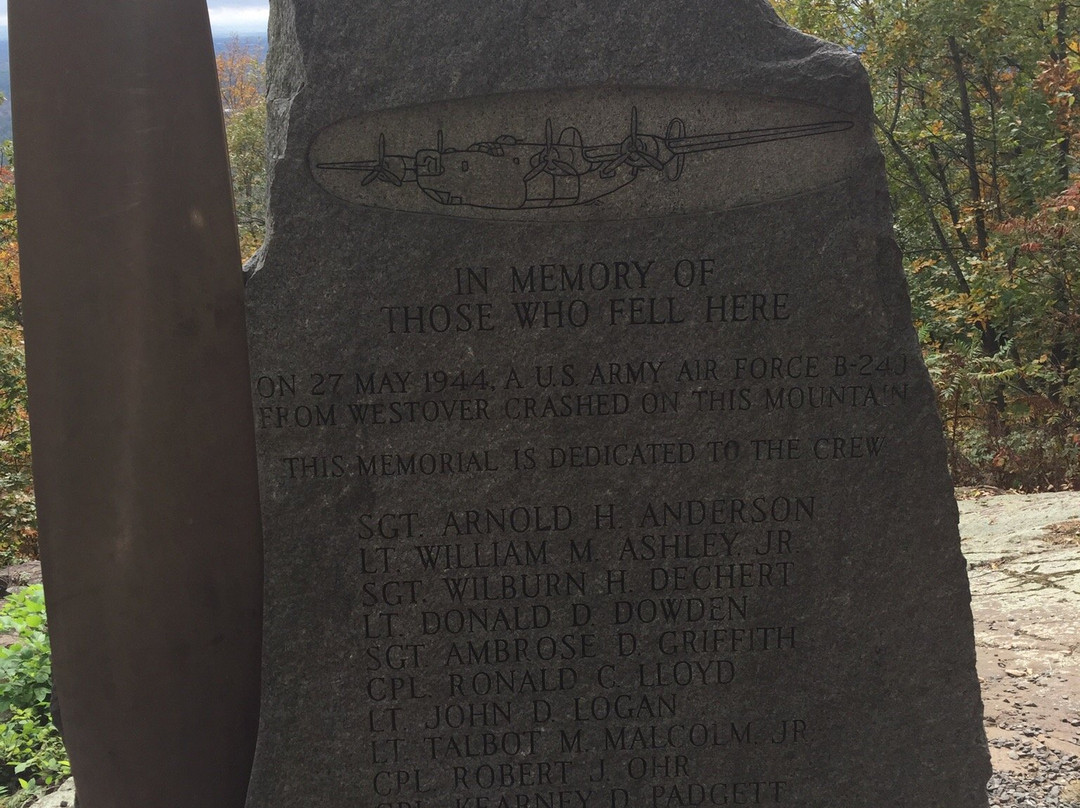 IN MEMORY OF
THOSE WHO FELL HERE
ON 27 MAY 1944, A U.S. ARMY AIR FORCE B-24J
FROM WESTOVER CRASHED ON THIS MOUNTAIN
THIS MEMORIAL IS DEDICATED TO THE CREW
SGT. ARNOLD H. ANDERSON
LT. WILLIAM M. ASHLEY, JR
SGT. WILBURN H. DECHERT
LT. DONALD D. DOWDEN
SGT. AMBROSE D. GRIFFITH
CPL. RONALD C. LLOYD
LT. JOHN D. LOGAN
LT. TALBOT M. MALCOLM, JR
CPL. ROBERT J. OHR
CPL. KEARNEY D. PADGETT